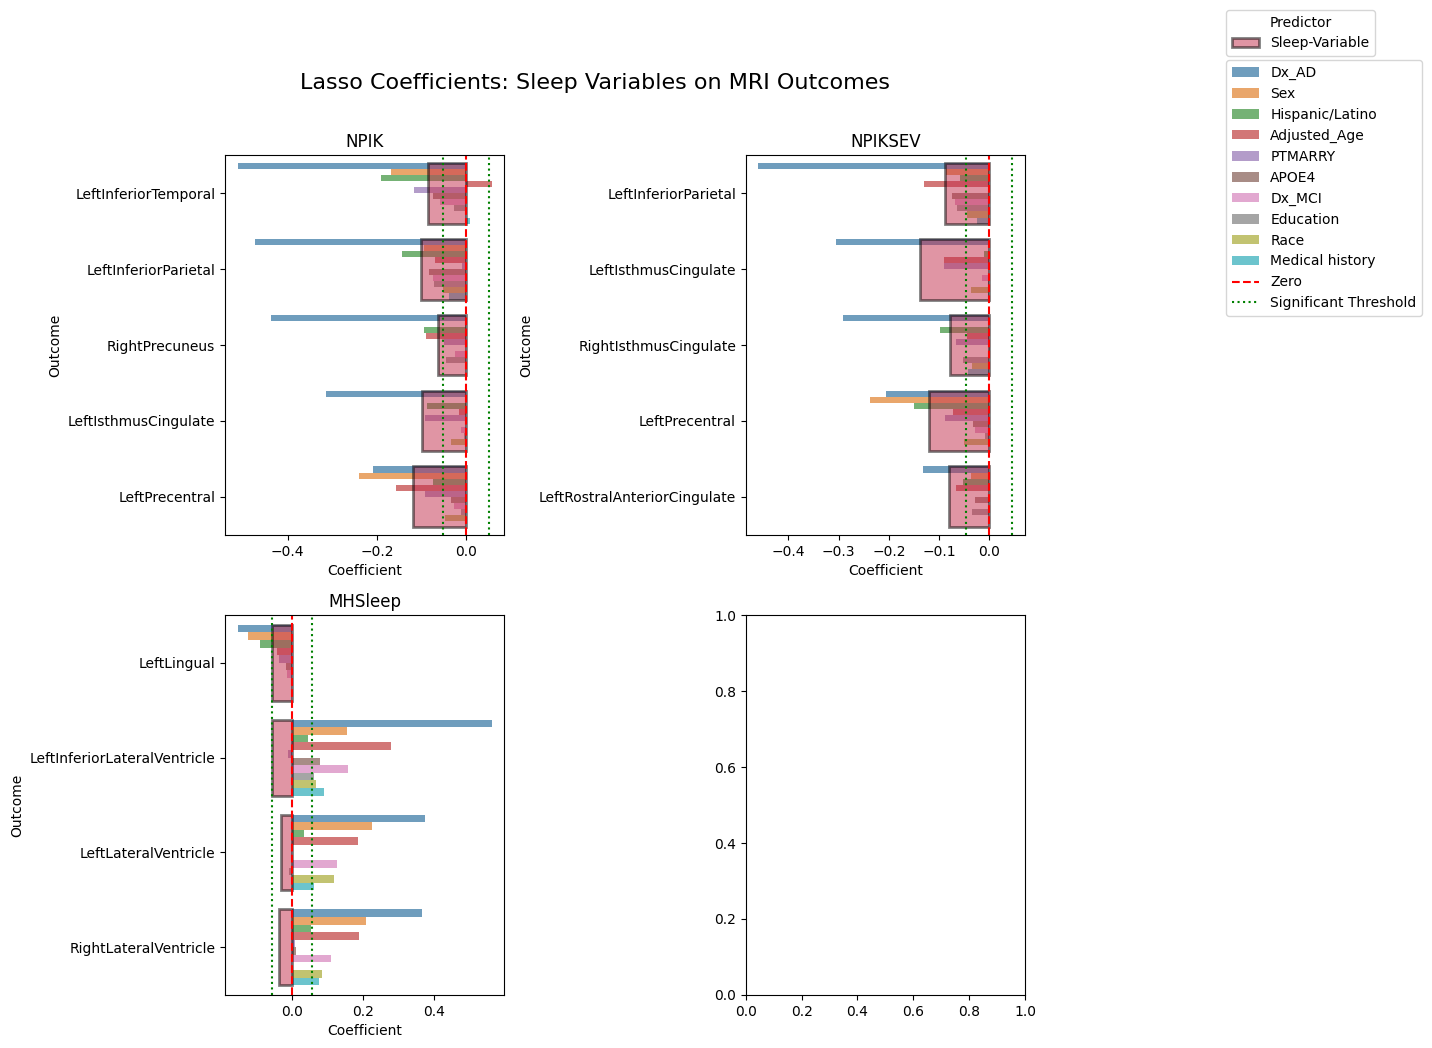 Predictor
Sleep-Variable
Dx_AD
Sex
Hispanic/Latino
Adjusted_Age
PTMARRY
APOE4
Dx_MCI
Education
Race
Medical history
Zero
Significant Threshold
Lasso Coefficients: Sleep Variables on MRI Outcomes
NPIK
Outcome
LeftInferiorTemporal
LeftInferiorParietal
RightPrecuneus
LeftIsthmusCingulate
LeftPrecentral
−0.4 −0.2 0.0
Coefficient
NPIKSEV
Outcome
LeftInferiorParietal
LeftIsthmusCingulate
RightIsthmusCingulate
LeftPrecentral
LeftRostralAnteriorCingulate
−0.4 −0.3 −0.2 −0.1 0.0
Coefficient
MHSleep
Outcome
LeftLingual
LeftInferiorLateralVentricle
LeftLateralVentricle
RightLateralVentricle
0.0 0.2 0.4
Coefficient
1.0
0.8
0.6
0.4
0.2
0.0
0.0 0.2 0.4 0.6 0.8 1.0